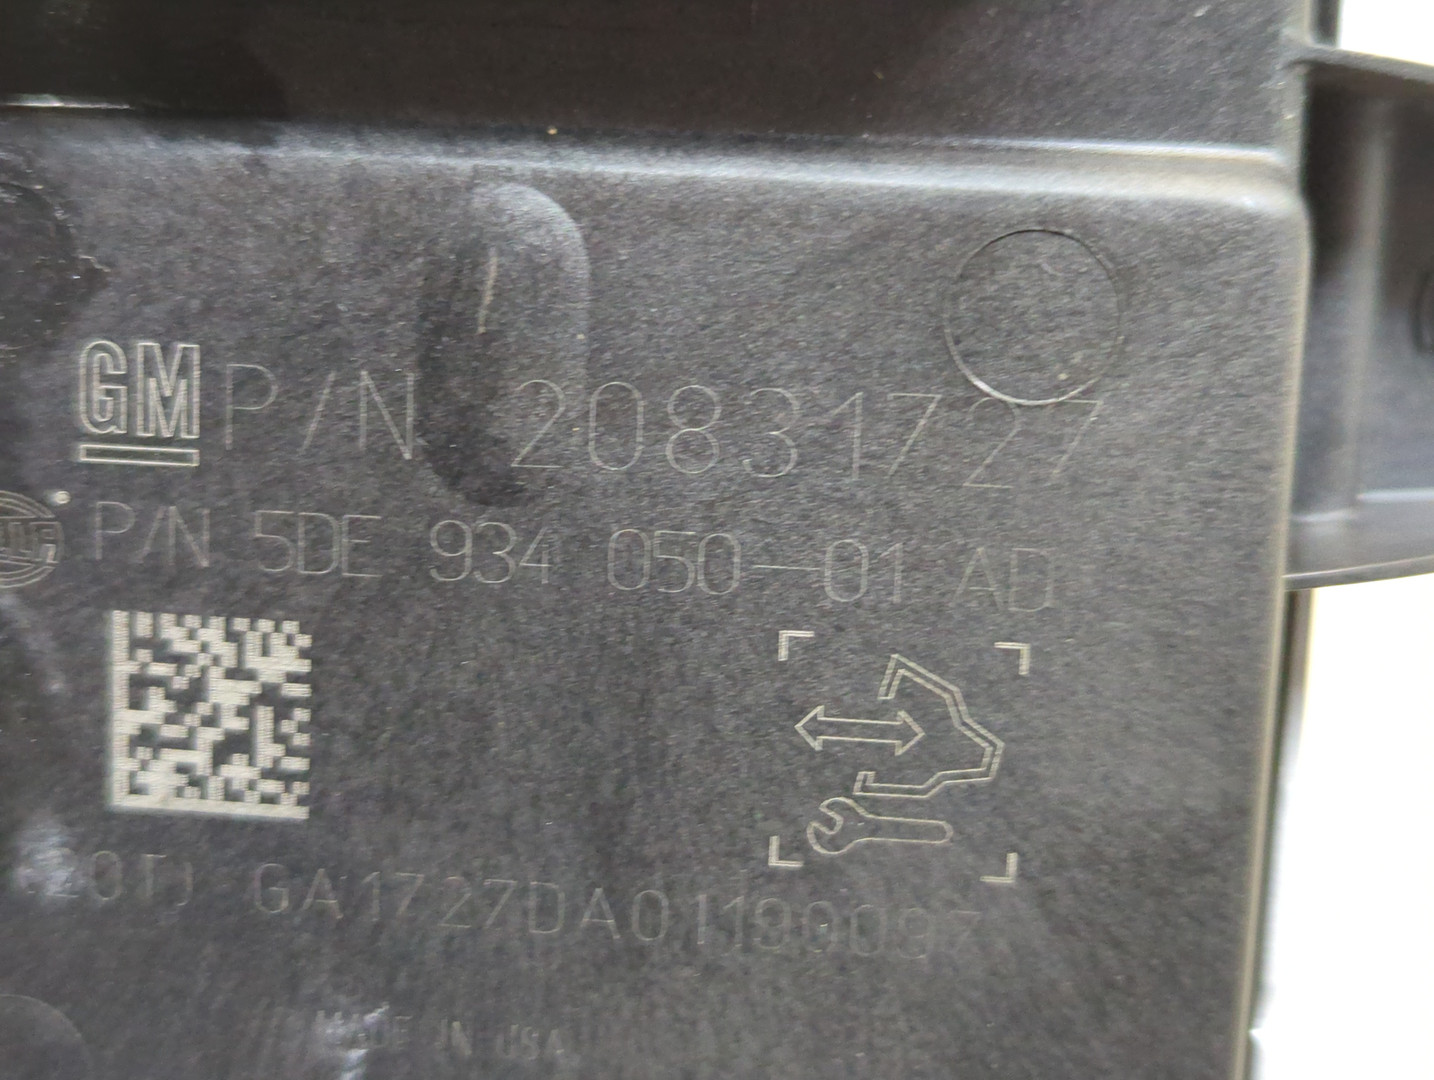 GM P/N 20831727
P/N 5DE 934 050-01 AD
GA1727DA01190097
MADE IN USA